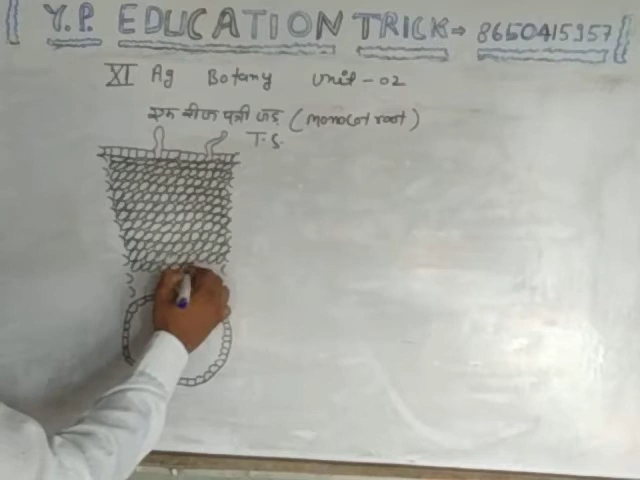 Y.P. EDUCATION TRICK → 8650415957
XI Ag Botany Unit-02
एक बीज पत्री जड़ (monocot root)
T.S.